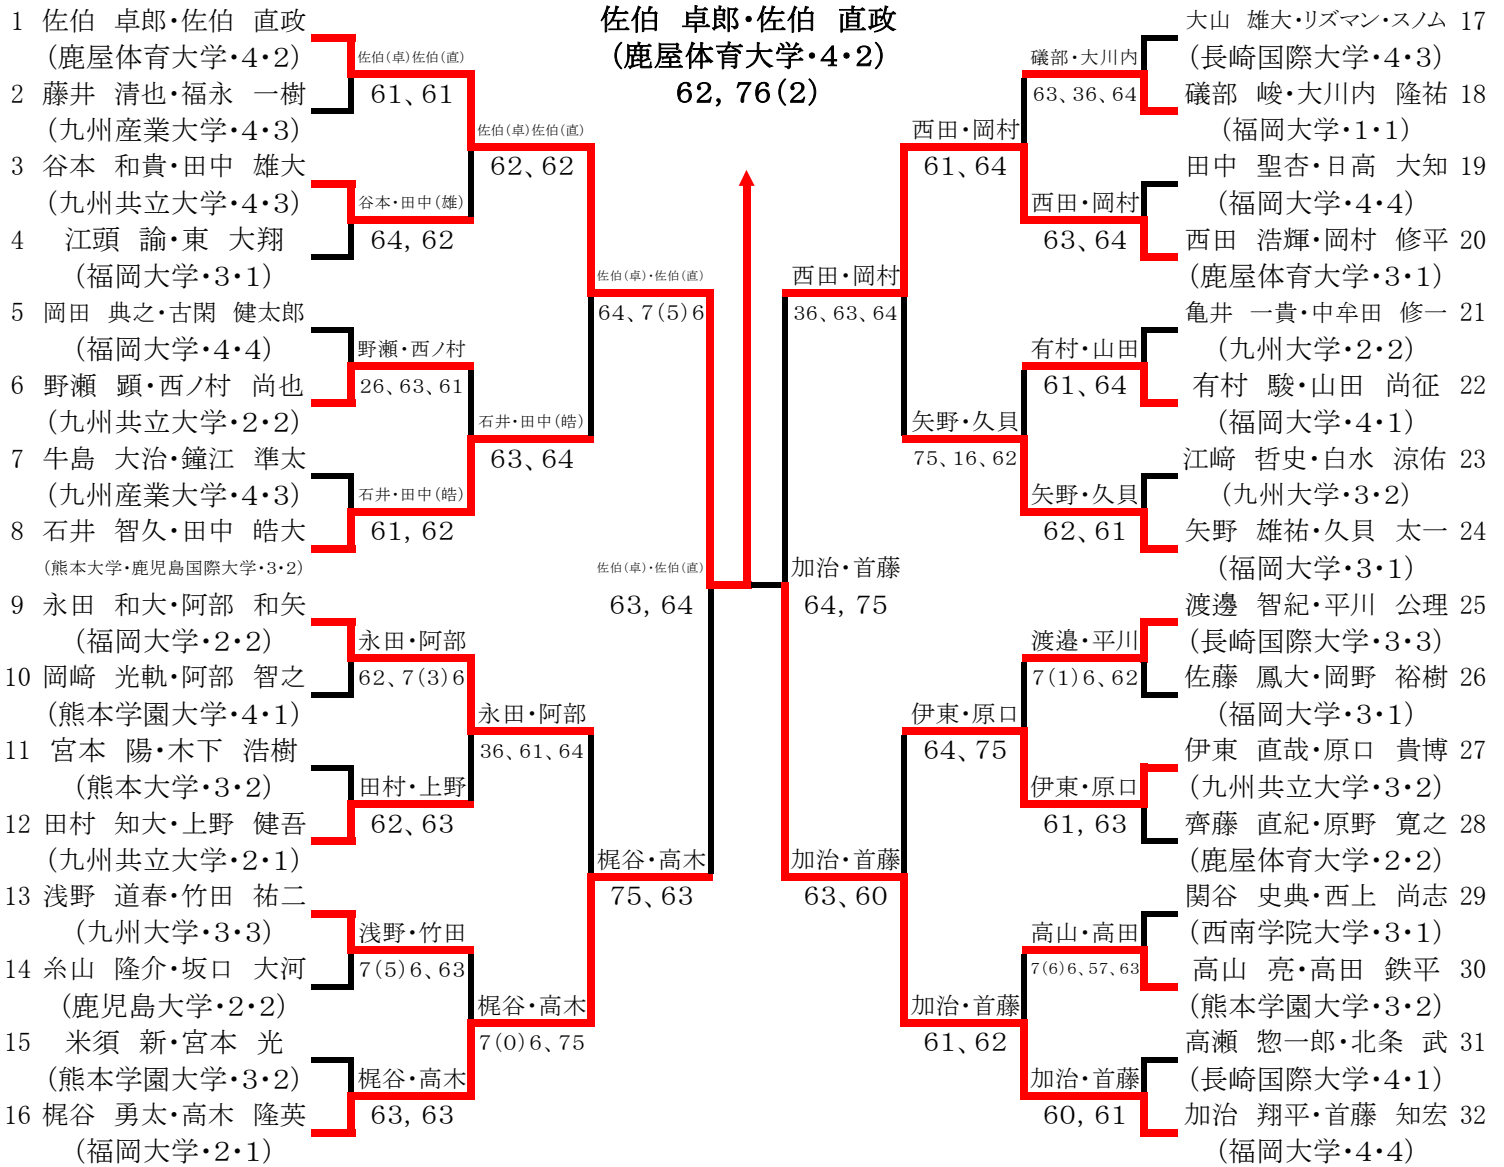 佐伯 卓郎・佐伯 直政
(鹿屋体育大学・4・2)
62, 76(2)
1 佐伯 卓郎・佐伯 直政
(鹿屋体育大学・4・2)
2 藤井 清也・福永 一樹
(九州産業大学・4・3)
3 谷本 和貴・田中 雄大
(九州共立大学・4・3)
4 江頭 諭・東 大翔
(福岡大学・3・1)
5 岡田 典之・古閑 健太郎
(福岡大学・4・4)
6 野瀬 顕・西ノ村 尚也
(九州共立大学・2・2)
7 牛島 大治・鐘江 準太
(九州産業大学・4・3)
8 石井 智久・田中 皓大
(熊本大学・鹿児島国際大学・3・2)
9 永田 和大・阿部 和矢
(福岡大学・2・2)
10 岡﨑 光軌・阿部 智之
(熊本学園大学・4・1)
11 宮本 陽・木下 浩樹
(熊本大学・3・2)
12 田村 知大・上野 健吾
(九州共立大学・2・1)
13 浅野 道春・竹田 祐二
(九州大学・3・3)
14 糸山 隆介・坂口 大河
(鹿児島大学・2・2)
15 米須 新・宮本 光
(熊本学園大学・3・2)
16 梶谷 勇太・高木 隆英
(福岡大学・2・1)
佐伯(卓)佐伯(直)
61、61
谷本・田中(雄)
64, 62
野瀬・西ノ村
26、63、61
石井・田中(皓)
61, 62
永田・阿部
62、7(3)6
田村・上野
62、63
浅野・竹田
7(5)6、63
梶谷・高木
63, 63
佐伯(卓)佐伯(直)
62、62
石井・田中(皓)
63、64
永田・阿部
36、61、64
梶谷・高木
7(0)6、75
佐伯(卓)・佐伯(直)
64、7(5)6
梶谷・高木
75、63
佐伯(卓)・佐伯(直)
63, 64
加治・首藤
64, 75
西田・岡村
36、63、64
加治・首藤
63、60
西田・岡村
61、64
矢野・久貝
75、16、62
伊東・原口
64、75
加治・首藤
61、62
礒部・大川内
63、36、64
西田・岡村
63、64
有村・山田
61, 64
矢野・久貝
62、61
渡邊・平川
7(1)6、62
伊東・原口
61, 63
高山・高田
7(6)6、57、63
加治・首藤
60、61
大山 雄大・リズマン・スノム 17
(長崎国際大学・4・3)
礒部 峻・大川内 隆祐 18
(福岡大学・1・1)
田中 聖杏・日高 大知 19
(福岡大学・4・4)
西田 浩輝・岡村 修平 20
(鹿屋体育大学・3・1)
亀井 一貴・中牟田 修一 21
(九州大学・2・2)
有村 駿・山田 尚征 22
(福岡大学・4・1)
江﨑 哲史・白水 涼佑 23
(九州大学・3・2)
矢野 雄祐・久貝 太一 24
(福岡大学・3・1)
渡邊 智紀・平川 公理 25
(長崎国際大学・3・3)
佐藤 鳳大・岡野 裕樹 26
(福岡大学・3・1)
伊東 直哉・原口 貴博 27
(九州共立大学・3・2)
齊藤 直紀・原野 寛之 28
(鹿屋体育大学・2・2)
関谷 史典・西上 尚志 29
(西南学院大学・3・1)
高山 亮・高田 鉄平 30
(熊本学園大学・3・2)
高瀬 惣一郎・北条 武 31
(長崎国際大学・4・1)
加治 翔平・首藤 知宏 32
(福岡大学・4・4)